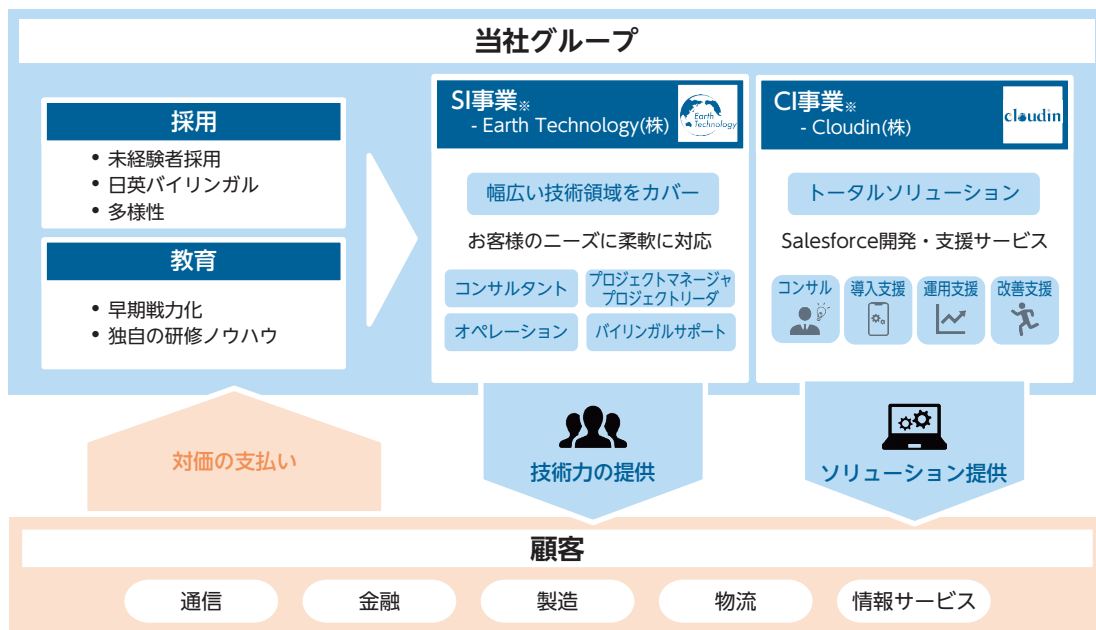 当社グループ
採用
• 未経験者採用
• 日英バイリンガル
• 多様性
教育
• 早期戦力化
• 独自の研修ノウハウ
SI事業※
- Earth Technology(株)
Earth
Technology
幅広い技術領域をカバー
お客様のニーズに柔軟に対応
コンサルタント
プロジェクトマネージャ
プロジェクトリーダ
オペレーション
バイリンガルサポート
CI事業※
- Cloudin(株)
cloudin
トータルソリューション
Salesforce開発・支援サービス
コンサル
導入支援
運用支援
改善支援
対価の支払い
技術力の提供
ソリューション提供
顧客
通信
金融
製造
物流
情報サービス